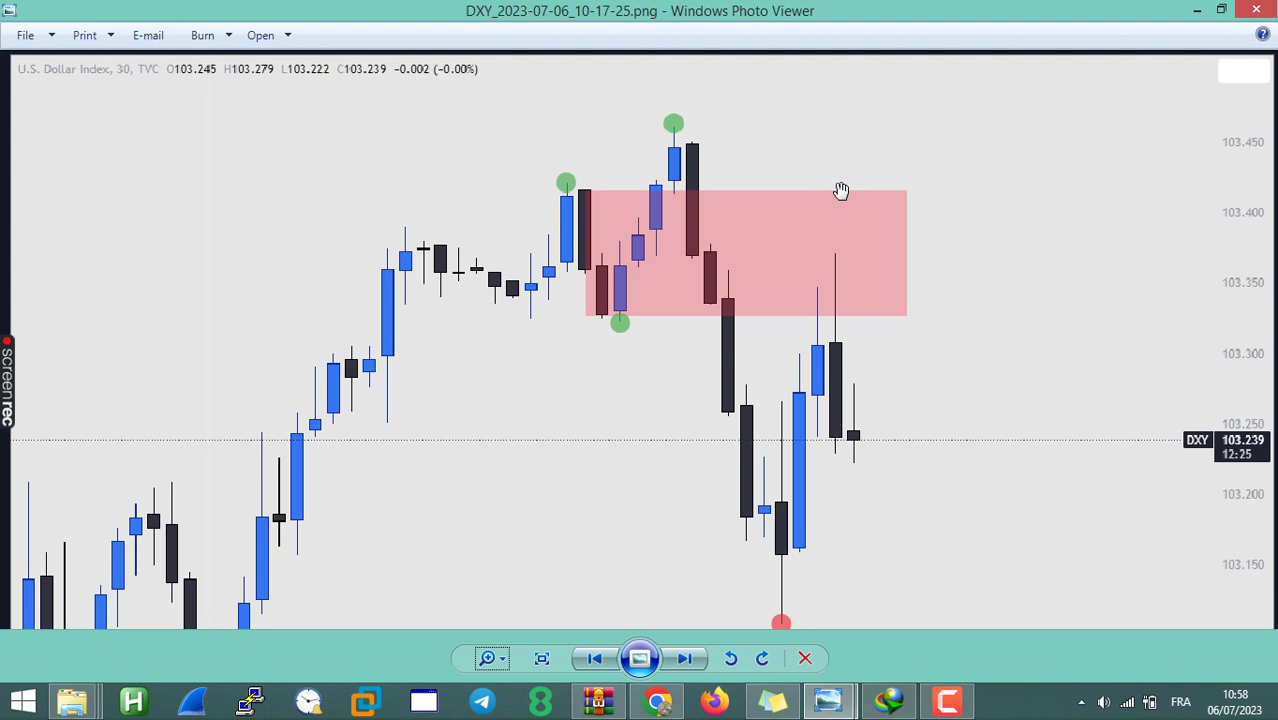 DXY_2023-07-06_10-17-25.png - Windows Photo Viewer
File Print E-mail Burn Open
U.S. Dollar Index, 30, TVC O103.245 H103.279 L103.222 C103.239 -0.002 (-0.00%)
103.450
103.400
103.350
103.300
103.250
DXY 103.239
12:25
103.200
103.150
screenrec
H
8
C
FR
10:58
06/07/2023